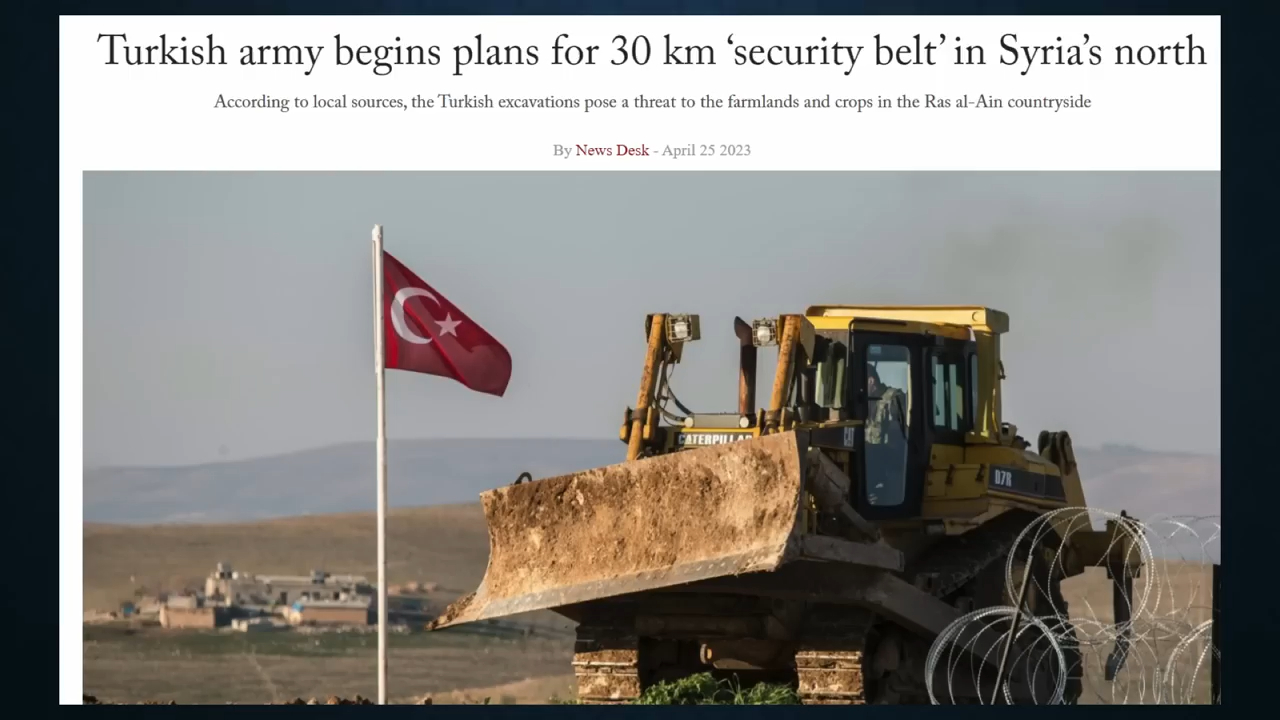 Turkish army begins plans for 30 km ‘security belt’ in Syria’s north
According to local sources, the Turkish excavations pose a threat to the farmlands and crops in the Ras al-Ain countryside
By News Desk - April 25 2023
CATERPILLAR
CAT
D7R